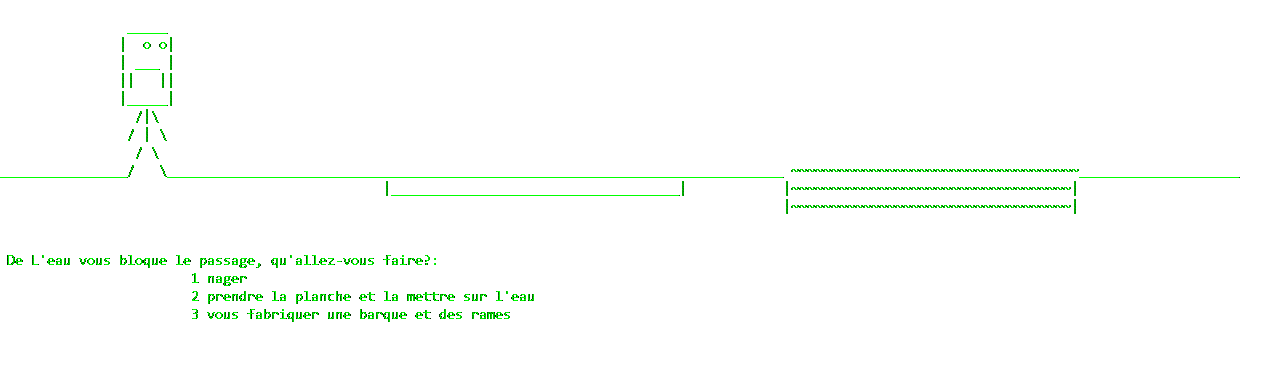 De L'eau vous bloque le passage, qu'allez-vous faire?:
1 nager
2 prendre la planche et la mettre sur l'eau
3 vous fabriquer une barque et des rames